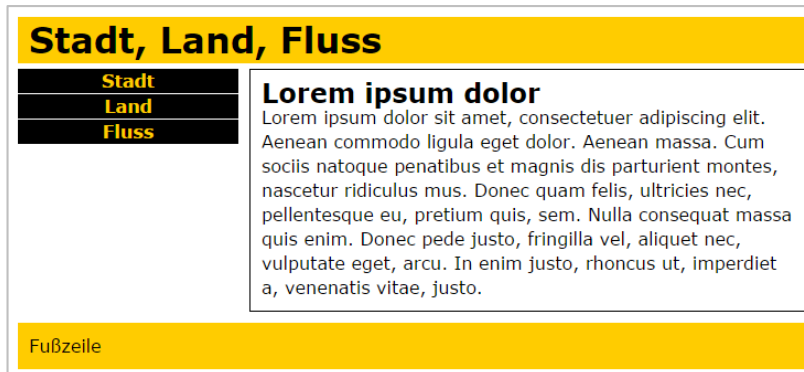 Stadt, Land, Fluss
Stadt
Land
Fluss
Lorem ipsum dolor
Lorem ipsum dolor sit amet, consectetuer adipiscing elit.
Aenean commodo ligula eget dolor. Aenean massa. Cum
sociis natoque penatibus et magnis dis parturient montes,
nascetur ridiculus mus. Donec quam felis, ultricies nec,
pellentesque eu, pretium quis, sem. Nulla consequat massa
quis enim. Donec pede justo, fringilla vel, aliquet nec,
vulputate eget, arcu. In enim justo, rhoncus ut, imperdiet
a, venenatis vitae, justo.
Fußzeile